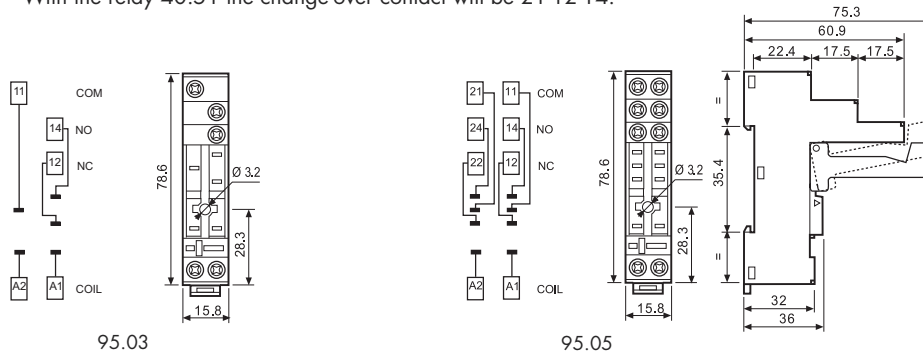 With the relay the change over contact will be 21-12-14.
75.3
60.9
22.4 17.5 17.5
11 COM
14 NO
12 NC
A2 A1 COIL
78.6
Ø 3.2
28.3
15.8
95.03
21 11 COM
24 14 NO
22 12 NC
A2 A1 COIL
78.6
Ø 3.2
28.3
15.8
95.05
=
35.4
=
32
36